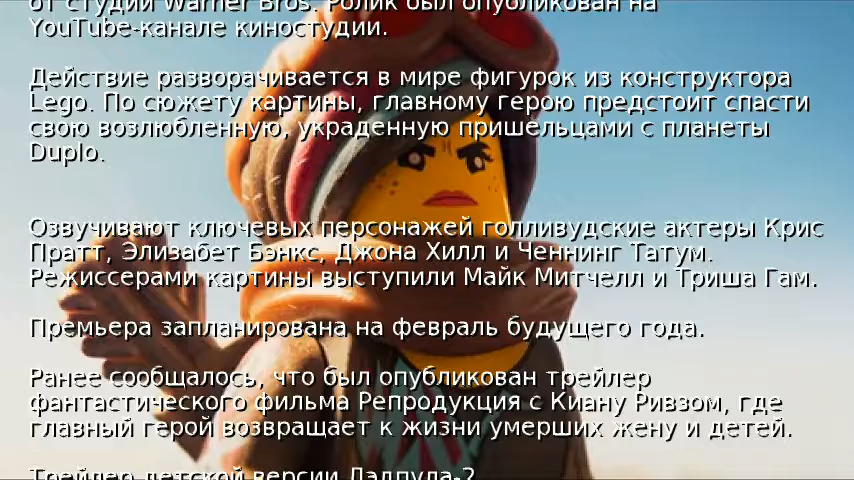 от студии Warner Bros. Ролик был опубликован на
YouTube-канале киностудии.
Действие разворачивается в мире фигурок из конструктора
Lego. По сюжету картины, главному герою предстоит спасти
свою возлюбленную, украденную пришельцами с планеты
Duplo.
Озвучивают ключевых персонажей голливудские актеры Крис
Пратт, Элизабет Бэнкс, Джона Хилл и Ченнинг Татум.
Режиссерами картины выступили Майк Митчелл и Триша Гам.
Премьера запланирована на февраль будущего года.
Ранее сообщалось, что был опубликован трейлер
фантастического фильма Репродукция с Киану Ривзом, где
главный герой возвращает к жизни умерших жену и детей.
Трейлер детской версии Дэдпула-2